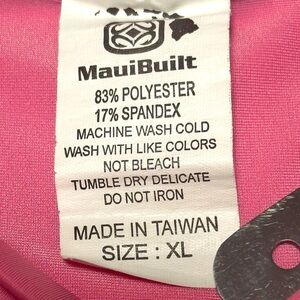 MauiBuilt
83% POLYESTER
17% SPANDEX
MACHINE WASH COLD
WASH WITH LIKE COLORS
NOT BLEACH
TUMBLE DRY DELICATE
DO NOT IRON
MADE IN TAIWAN
SIZE : XL